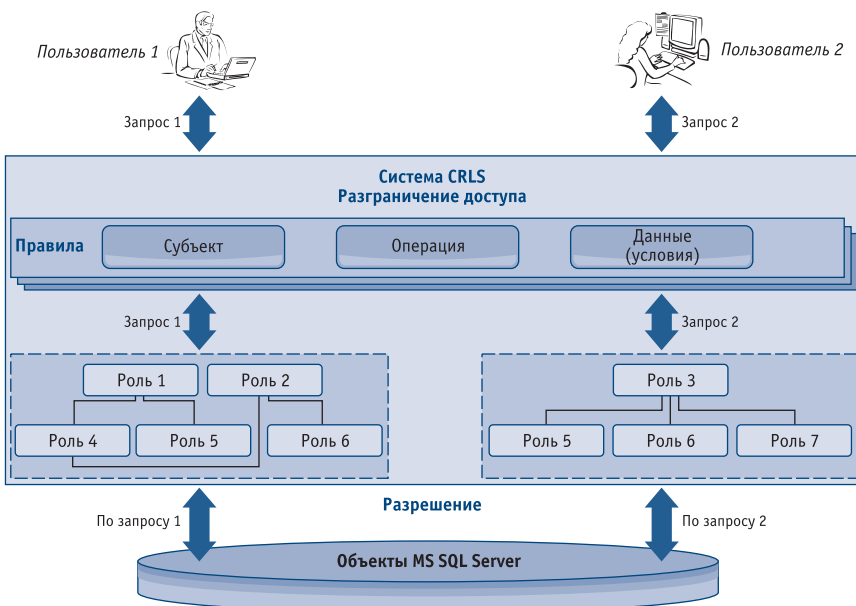 Пользователь 1
Пользователь 2
Запрос 1
Запрос 2
Система CRLS
Разграничение доступа
Правила
Субъект
Операция
Данные
(условия)
Запрос 1
Запрос 2
Роль 1
Роль 2
Роль 3
Роль 4
Роль 5
Роль 6
Роль 5
Роль 6
Роль 7
Разрешение
По запросу 1
По запросу 2
Объекты MS SQL Server